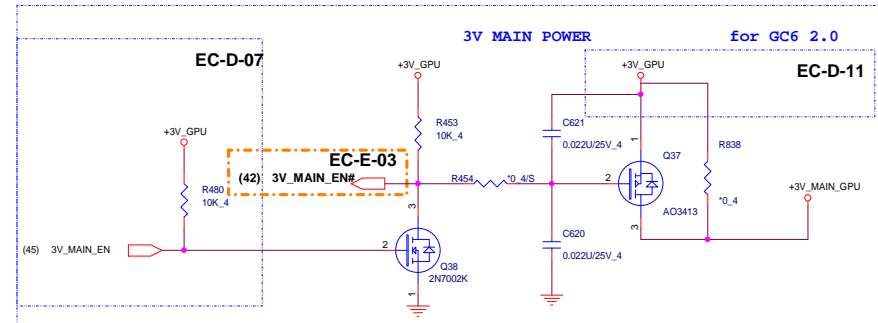 3V MAIN POWER
for GC6 2.0
EC-D-07
+3V_GPU
+3V_GPU
EC-D-11
R453
10K_4
C621
0.022U/25V_4
1
Q37
R838
+3V_GPU
EC-E-03
(42) 3V_MAIN_EN#
R454
*0_4/S
2
+3V_MAIN_GPU
R480
10K_4
AO3413
*0_4
3
3
(45) 3V_MAIN_EN
2
C620
0.022U/25V_4
Q38
2N7002K
1